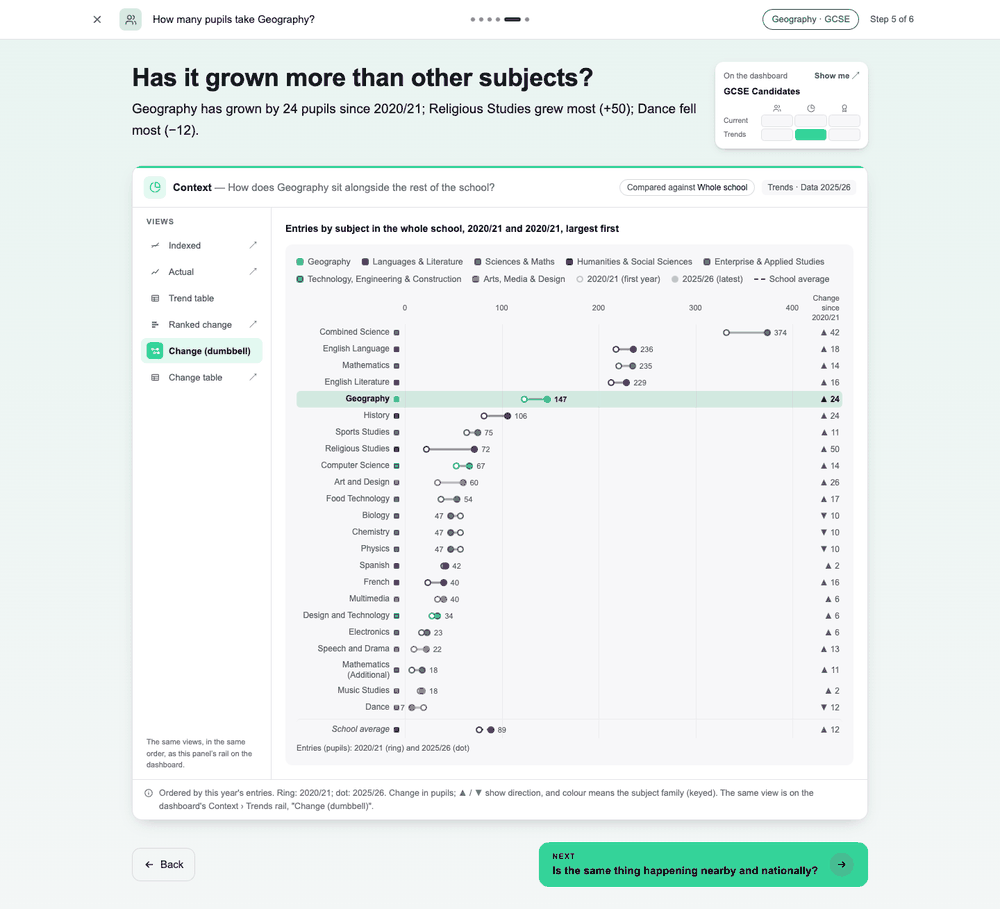 How many pupils take Geography?
Geography · GCSE
Step 5 of 6
Has it grown more than other subjects?
Geography has grown by 24 pupils since 2020/21; Religious Studies grew most (+50); Dance fell
most (−12).
On the dashboard
Show me
GCSE Candidates
Current
Trends
Context — How does Geography sit alongside the rest of the school?
Compared against Whole school
Trends · Data 2025/26
VIEWS
Indexed
Actual
Trend table
Ranked change
Change (dumbbell)
Change table
The same views, in the same
order, as this panel's rail on the
dashboard.
Entries by subject in the whole school, 2020/21 and 2020/21, largest first
Geography
Languages & Literature
Sciences & Maths
Humanities & Social Sciences
Enterprise & Applied Studies
Technology, Engineering & Construction
Arts, Media & Design
2020/21 (first year)
2025/26 (latest)
School average
0 100 200 300 400
Change
since
2020/21
Combined Science 374 ▲ 42
English Language 236 ▲ 18
Mathematics 235 ▲ 14
English Literature 229 ▲ 16
Geography 147 ▲ 24
History 106 ▲ 24
Sports Studies 75 ▲ 11
Religious Studies 72 ▲ 50
Computer Science 67 ▲ 14
Art and Design 60 ▲ 26
Food Technology 54 ▲ 17
Biology 47 ▼ 10
Chemistry 47 ▼ 10
Physics 47 ▼ 10
Spanish 42 ▲ 2
French 40 ▲ 16
Multimedia 40 ▲ 6
Design and Technology 34 ▲ 6
Electronics 23 ▲ 6
Speech and Drama 22 ▲ 13
Mathematics
(Additional) 18 ▲ 11
Music Studies 18 ▲ 2
Dance 7 ▼ 12
School average 89 ▲ 12
Entries (pupils): 2020/21 (ring) and 2025/26 (dot)
Ordered by this year's entries. Ring: 2020/21; dot: 2025/26. Change in pupils; ▲ / ▼ show direction, and colour means the subject family (keyed). The same view is on the
dashboard's Context › Trends rail, "Change (dumbbell)".
Back
NEXT
Is the same thing happening nearby and nationally?